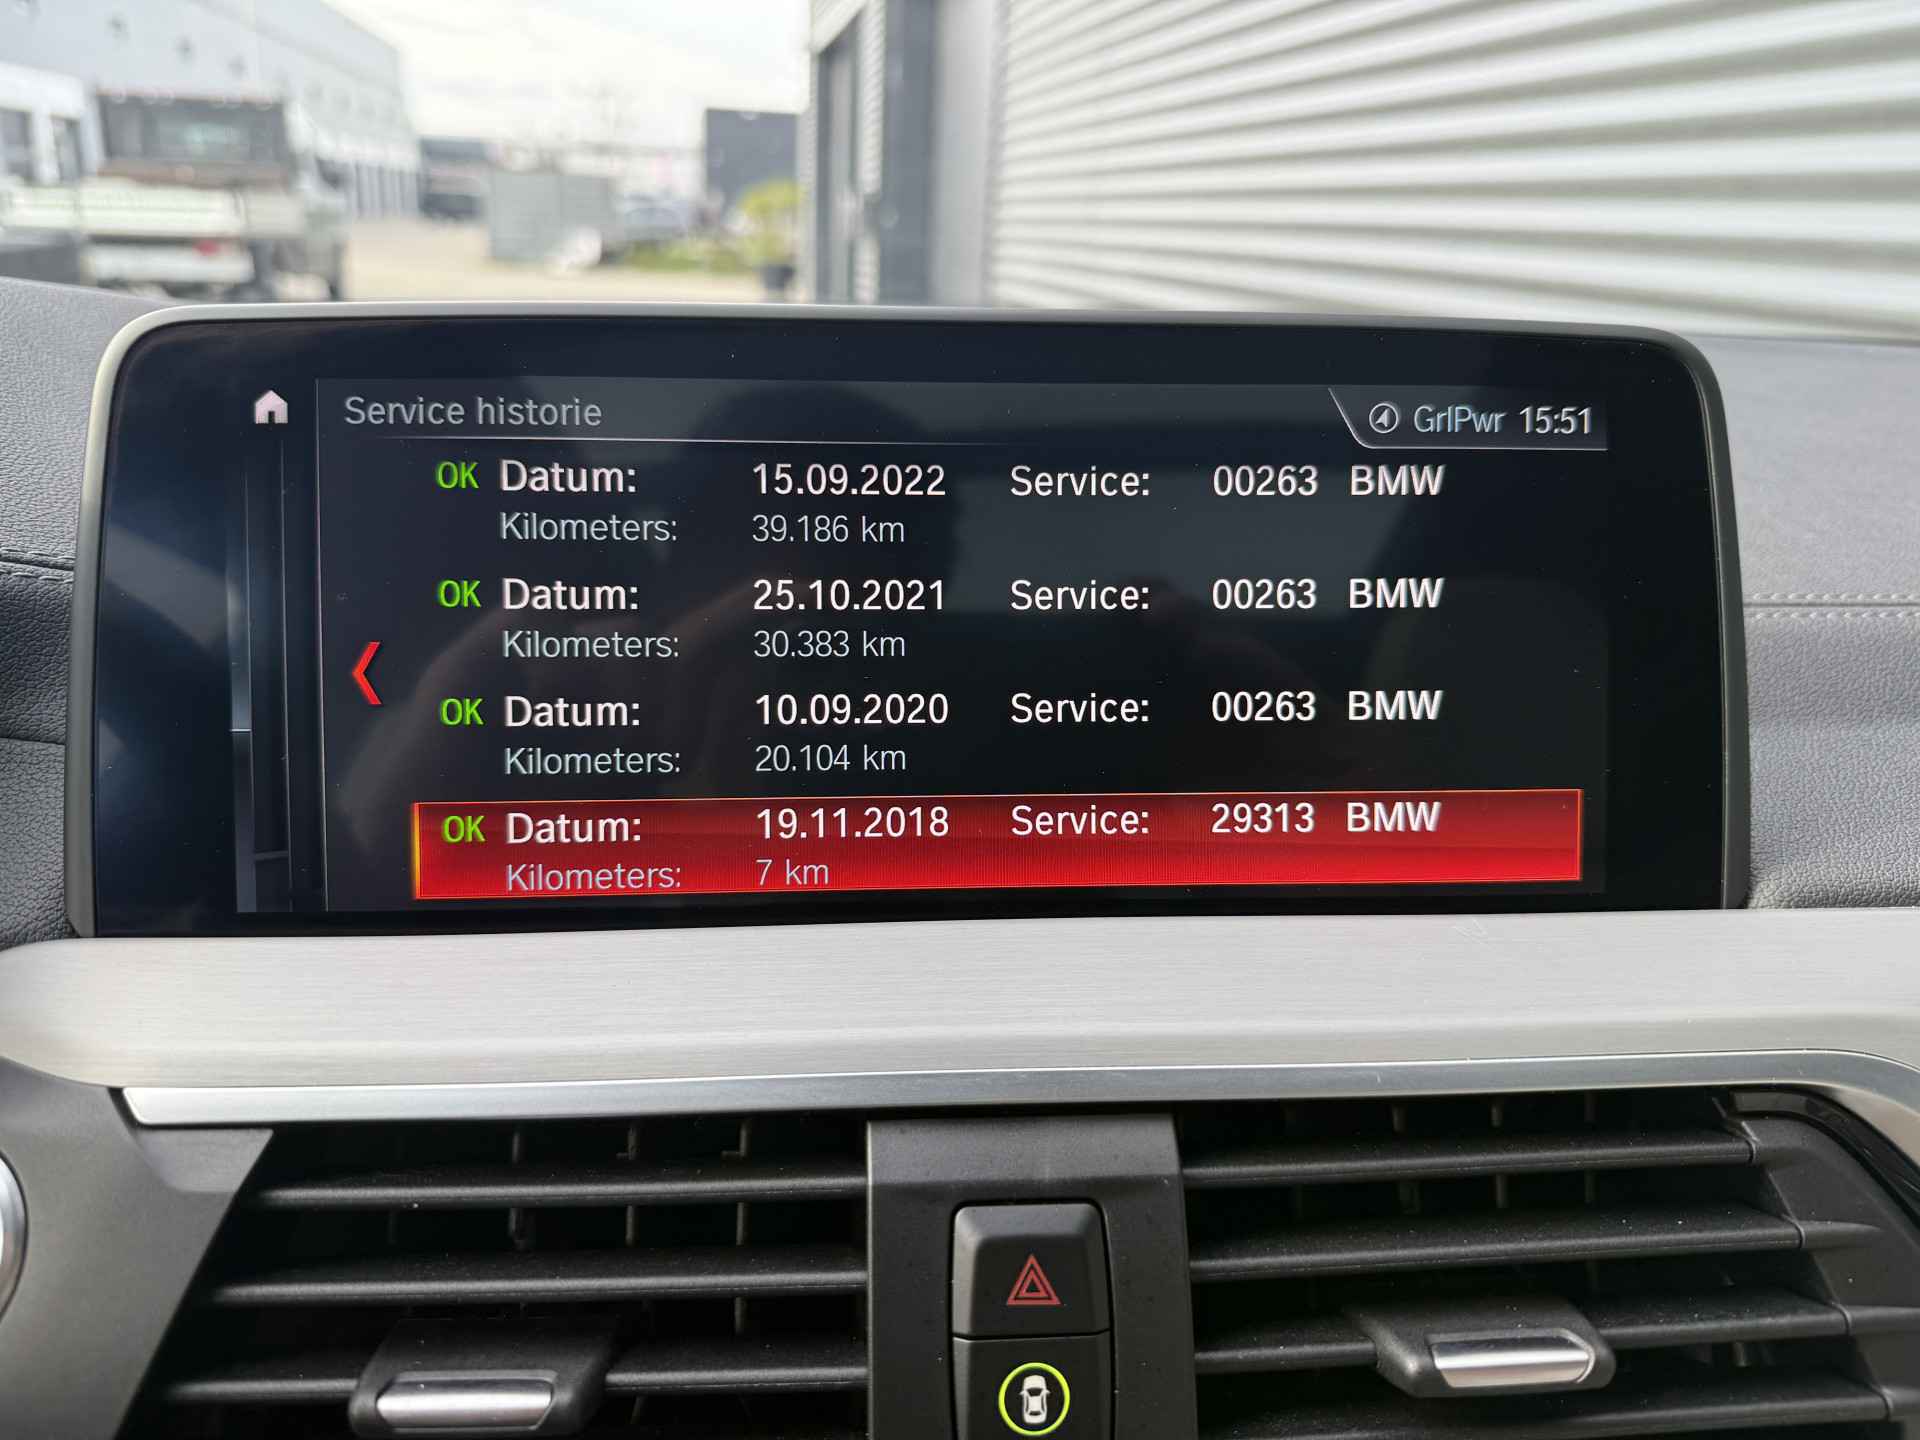 Service historie GrlPwr 15:51
OK Datum: 15.09.2022 Service: 00263 BMW
Kilometers: 39.186 km
OK Datum: 25.10.2021 Service: 00263 BMW
Kilometers: 30.383 km
OK Datum: 10.09.2020 Service: 00263 BMW
Kilometers: 20.104 km
OK Datum: 19.11.2018 Service: 29313 BMW
Kilometers: 7 km